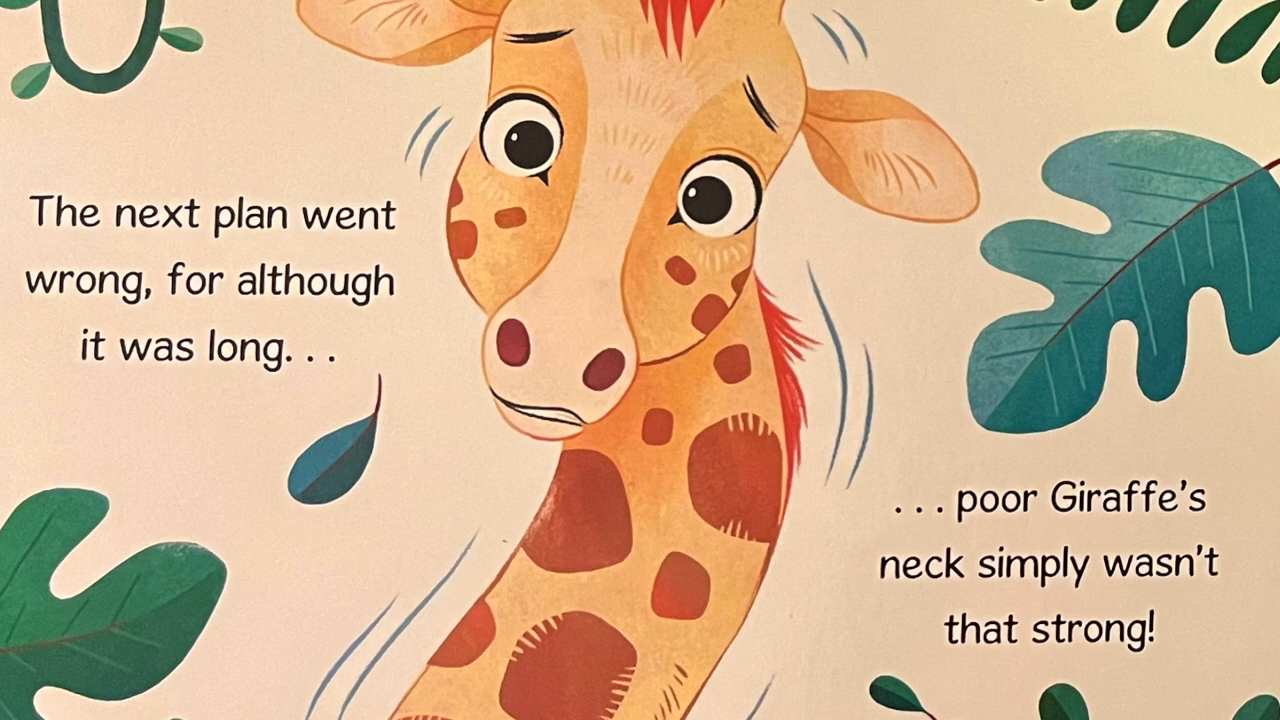 The next plan went
wrong, for although
it was long. . .
. . . poor Giraffe’s
neck simply wasn’t
that strong!